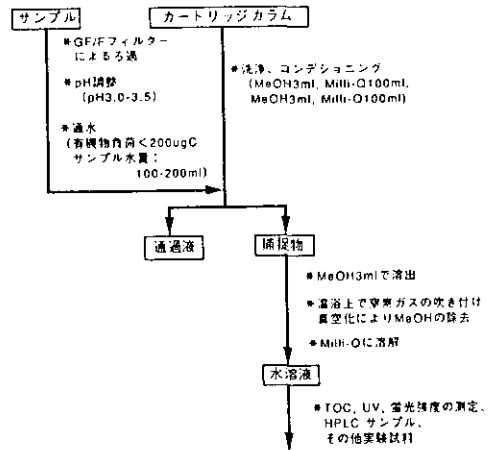 サンプル
カートリッジカラム
*GF/Fフィルター
によるろ過
*pH調整
(pH3.0-3.5)
*通水
(有機物負荷<200ugC
サンプル水量:
100-200ml)
*洗浄、コンデショニング
(MeOH3ml, Milli-Q100ml,
MeOH3ml, Milli-Q100ml)
通過液
捕捉物
*MeOH3mlで溶出
*温浴上で窒素ガスの吹き付け
真空化によりMeOHの除去
*Milli-Qに溶解
水溶液
*TOC, UV, 蛍光強度の測定、
HPLC サンプル、
その他実験試料